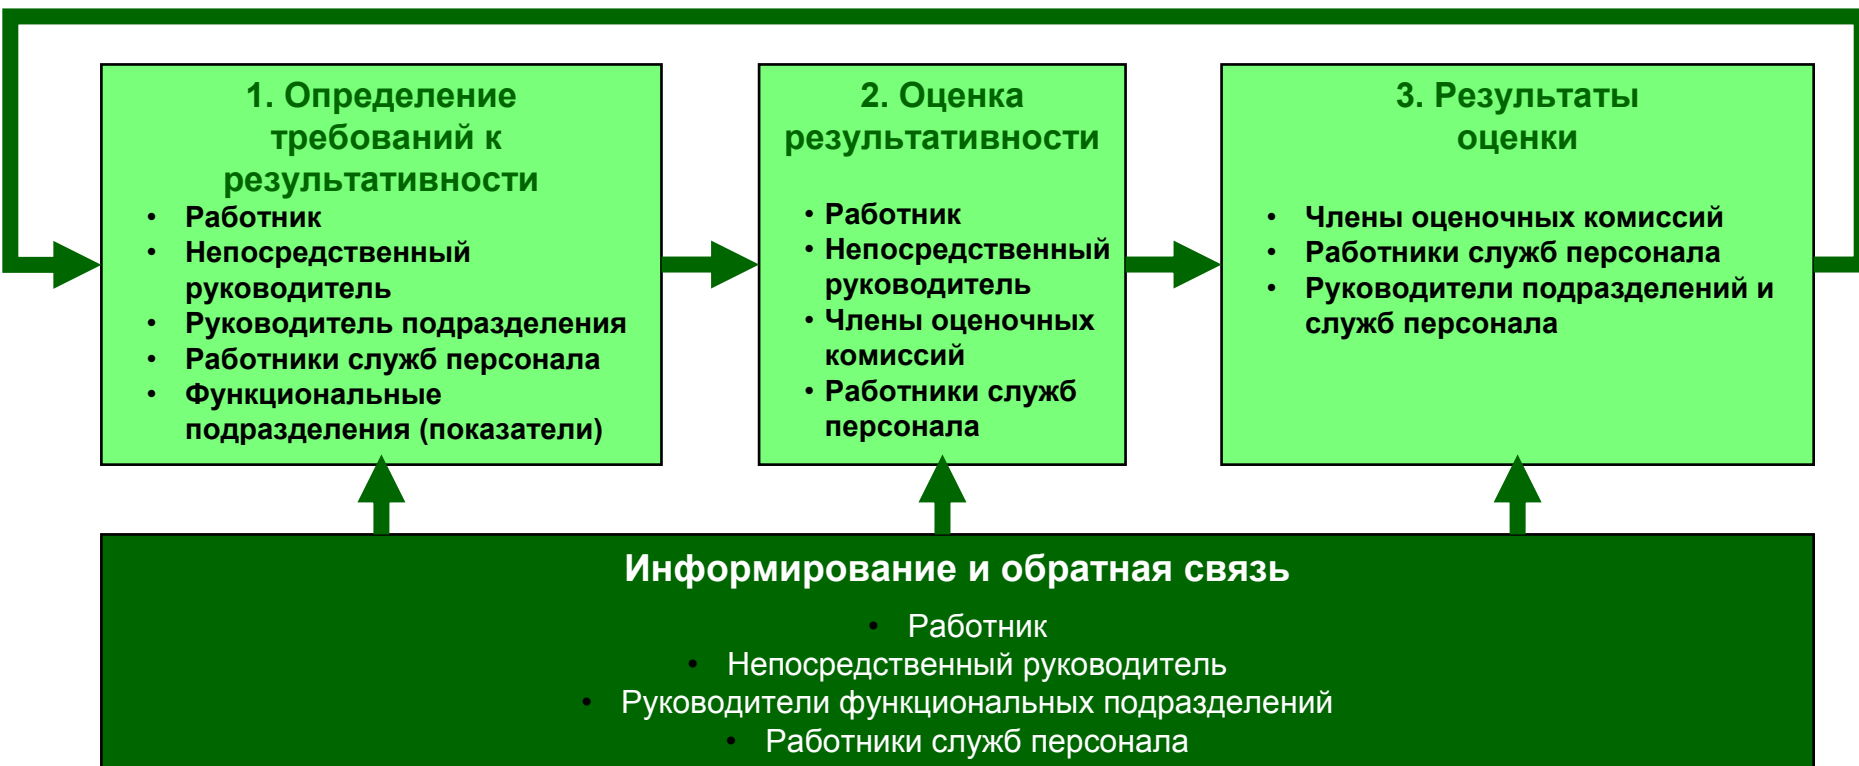 1. Определение
требований к
результативности
• Работник
• Непосредственный
руководитель
• Руководитель подразделения
• Работники служб персонала
• Функциональные
подразделения (показатели)
2. Оценка
результативности
• Работник
• Непосредственный
руководитель
• Члены оценочных
комиссий
• Работники служб
персонала
3. Результаты
оценки
• Члены оценочных комиссий
• Работники служб персонала
• Руководители подразделений и
служб персонала
Информирование и обратная связь
• Работник
• Непосредственный руководитель
• Руководители функциональных подразделений
• Работники служб персонала